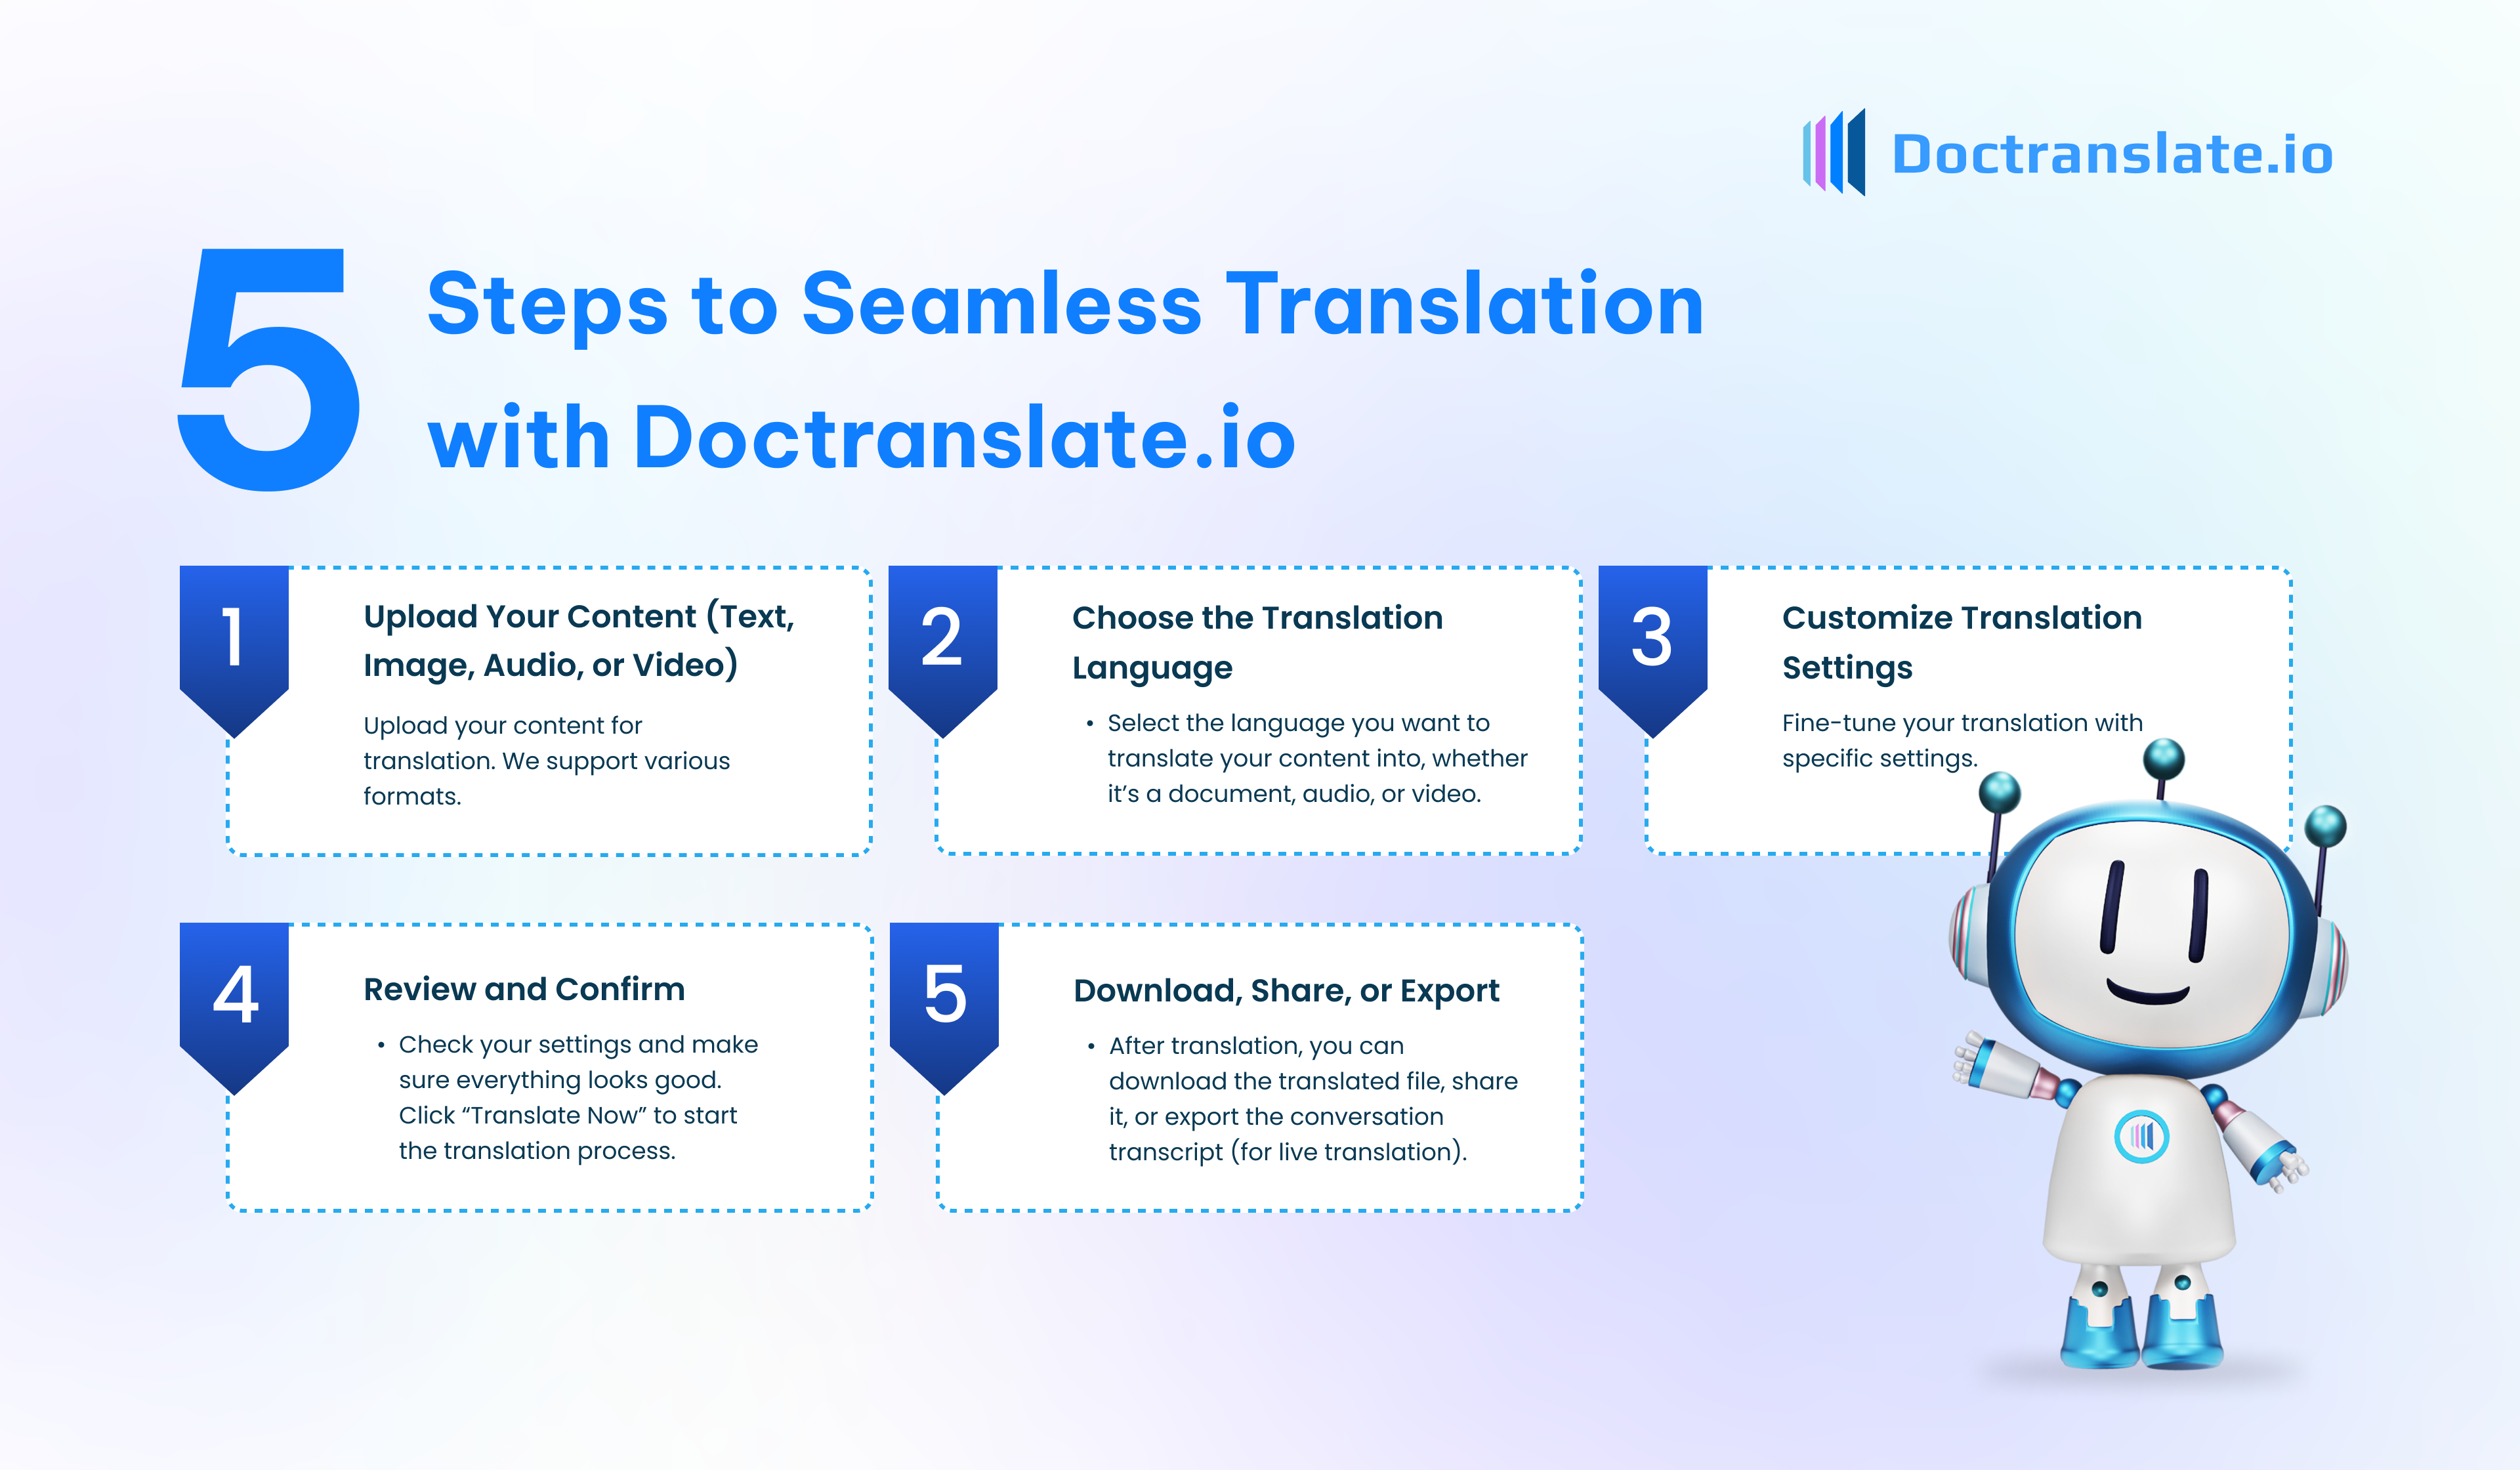 Doctranslate.io
5
Steps to Seamless Translation
with Doctranslate.io
1
Upload Your Content (Text,
Image, Audio, or Video)
Upload your content for
translation. We support various
formats.
2
Choose the Translation
Language
• Select the language you want to
translate your content into, whether
it’s a document, audio, or video.
3
Customize Translation
Settings
Fine-tune your translation with
specific settings.
4
Review and Confirm
• Check your settings and make
sure everything looks good.
Click “Translate Now” to start
the translation process.
5
Download, Share, or Export
• After translation, you can
download the translated file, share
it, or export the conversation
transcript (for live translation).